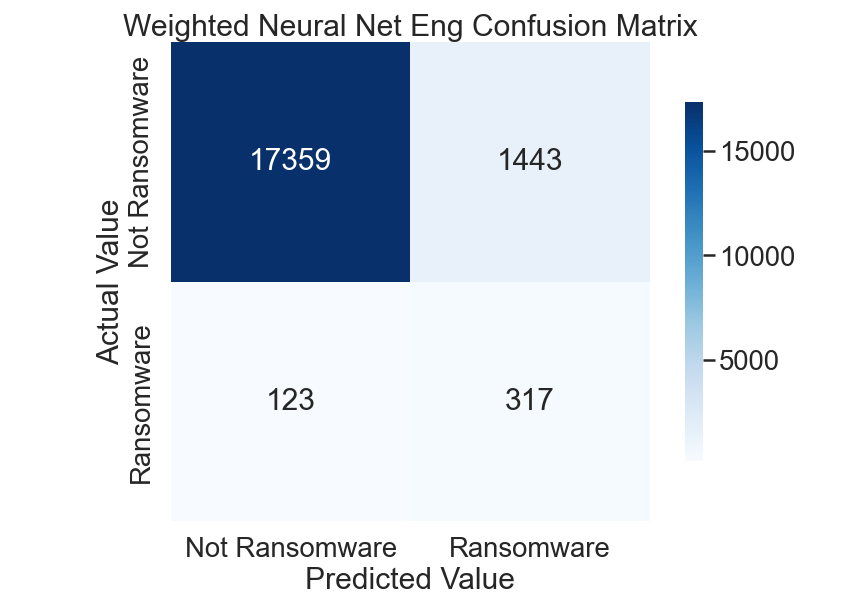 Weighted Neural Net Eng Confusion Matrix
Actual Value
Not Ransomware
Ransomware
17359
1443
123
317
Not Ransomware
Ransomware
Predicted Value
15000
10000
5000